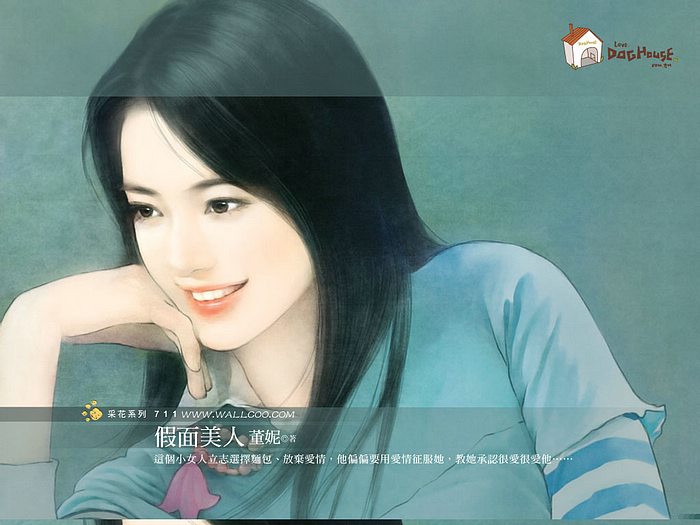 Love
DOGHOUSE
采花系列 711 WWW.WALLCOO.COM
假面美人 董妮◎著
這個小女人立志選擇麵包、放棄愛情，他偏偏要用愛情征服她，教她承認很愛很愛他……